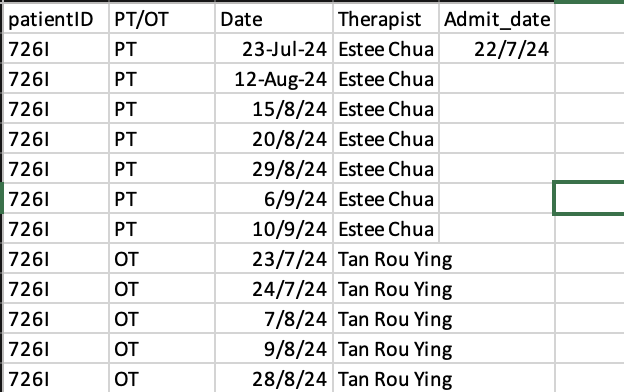 patientID PT/OT Date Therapist Admit_date
726I PT 23-Jul-24 Estee Chua 22/7/24
726I PT 12-Aug-24 Estee Chua
726I PT 15/8/24 Estee Chua
726I PT 20/8/24 Estee Chua
726I PT 29/8/24 Estee Chua
726I PT 6/9/24 Estee Chua
726I PT 10/9/24 Estee Chua
726I OT 23/7/24 Tan Rou Ying
726I OT 24/7/24 Tan Rou Ying
726I OT 7/8/24 Tan Rou Ying
726I OT 9/8/24 Tan Rou Ying
726I OT 28/8/24 Tan Rou Ying